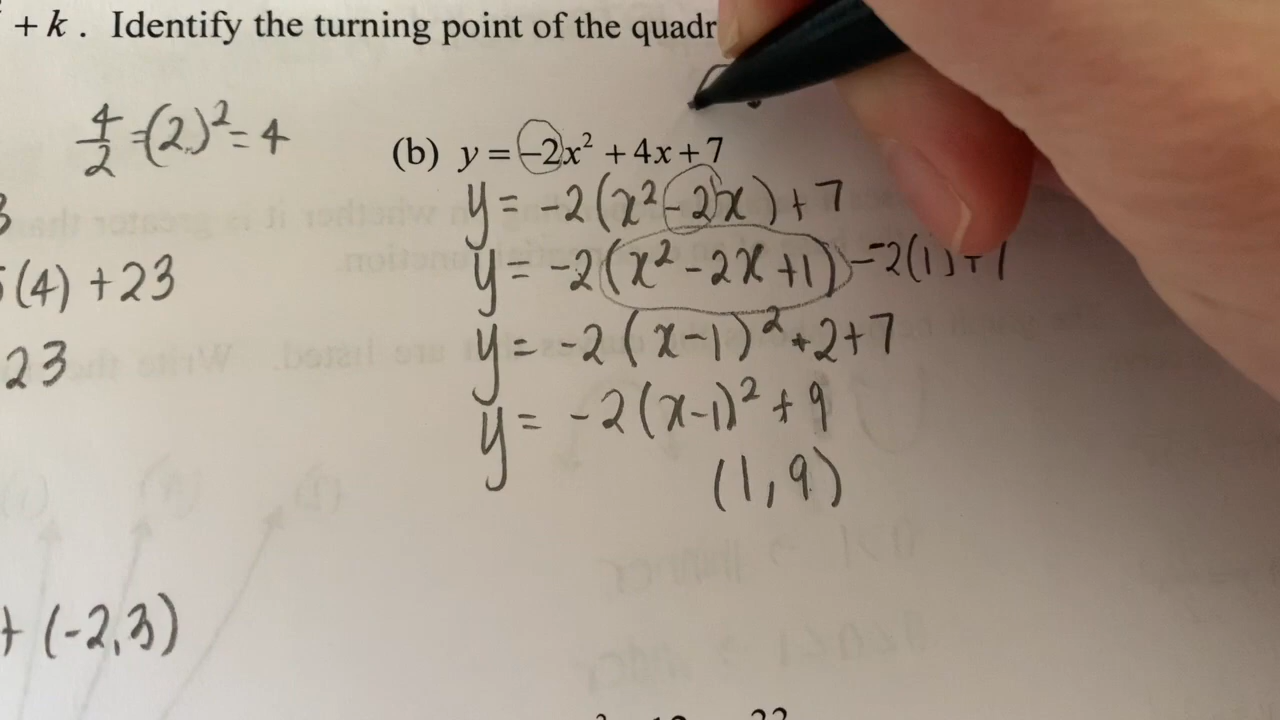 + k . Identify the turning point of the quadr
4/2 = (2)² = 4
(b) y = -2x² + 4x + 7
y = -2(x² - 2x) + 7
3
y = -2(x² - 2x + 1) - -2(1) + 7
(4) + 23
y = -2(x-1)² + 2 + 7
23
y = -2(x-1)² + 9
(1, 9)
(-2, 3)